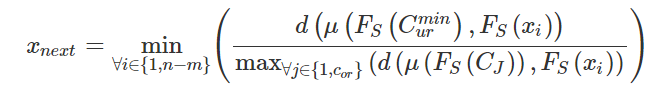 $$x_{next} = \min_{\forall i \in \{1,n-m\}} \left( \frac{d\left(\mu\left(F_S\left(C_{ur}^{min}\right), F_S\left(x_i\right)\right)\right.}{\max_{\forall j \in \{1,c_{or}\}} \left(d\left(\mu\left(F_S\left(C_J\right)\right), F_S\left(x_i\right)\right)\right.} \right)$$